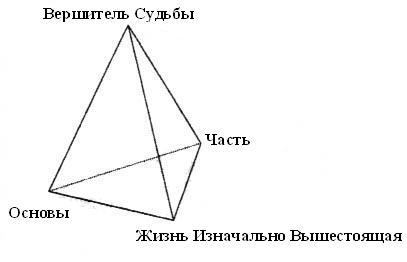 Вершитель Судьбы
Часть
Основы
Жизнь Изначально Вышестоящая